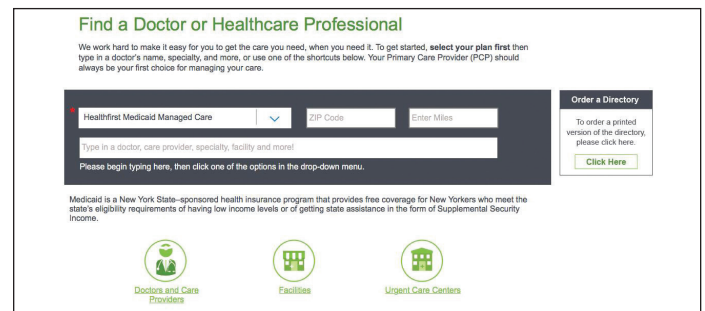 Find a Doctor or Healthcare Professional
We work hard to make it easy for you to get the care you need, when you need it. To get started, select your plan first then
type in a doctor's name, specialty, and more, or use one of the shortcuts below. Your Primary Care Provider (PCP) should
always be your first choice for managing your care.
* Healthfirst Medicaid Managed Care ZIP Code Enter Miles
Type in a doctor, care provider, specialty, facility and more!
Please begin typing here, then click one of the options in the drop-down menu.
Order a Directory
To order a printed
version of the directory,
please click here.
Click Here
Medicaid is a New York State–sponsored health insurance program that provides free coverage for New Yorkers who meet the
state's eligibility requirements of having low income levels or of getting state assistance in the form of Supplemental Security
Income.
Doctors and Care
Providers
Facilities
Urgent Care Centers